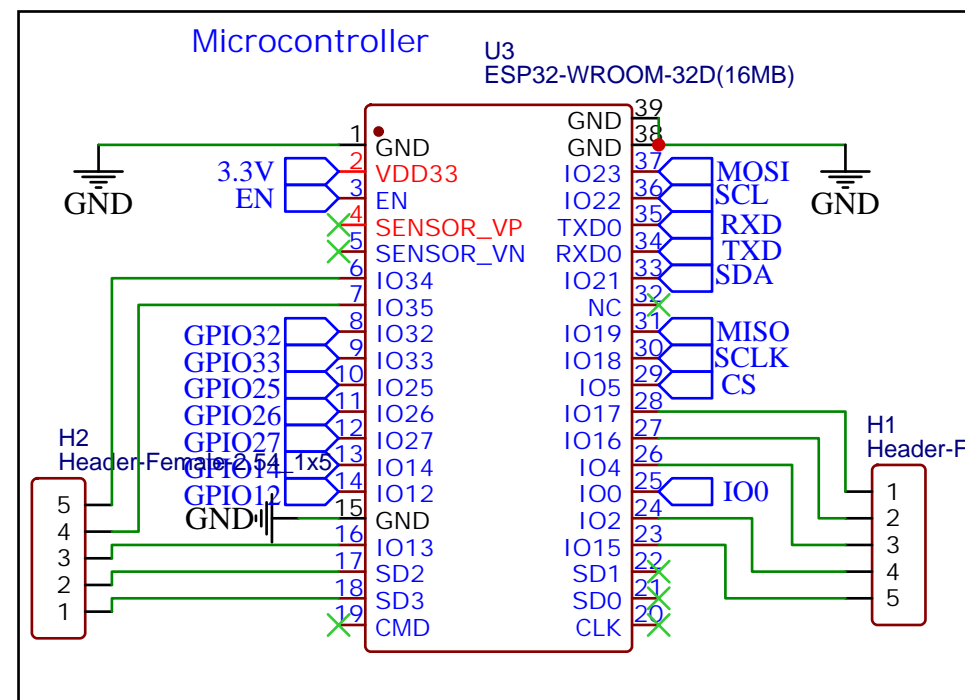 Microcontroller
U3
ESP32-WROOM-32D(16MB)
GND
GND
1 GND
2 VDD33
3 EN
4 SENSOR_VP
5 SENSOR_VN
6 IO34
7 IO35
8 IO32
9 IO33
10 IO25
11 IO26
12 IO27
13 IO14
14 IO12
15 GND
16 IO13
17 SD2
18 SD3
19 CMD
3.3V
EN
GPIO32
GPIO33
GPIO25
GPIO26
GPIO27
GPIO14
GPIO12
GND
GND 39
GND 38
IO23 37
IO22 36
TXD0 35
RXD0 34
IO21 33
NC 32
IO19 31
IO18 30
IO5 29
IO17 28
IO16 27
IO4 26
IO0 25
IO2 24
IO15 23
SD1 22
SD0 21
CLK 20
MOSI
SCL
RXD
TXD
SDA
MISO
SCLK
CS
IO0
H2
Header-Female-2.54_1x5
5
4
3
2
1
H1
Header-F
1
2
3
4
5